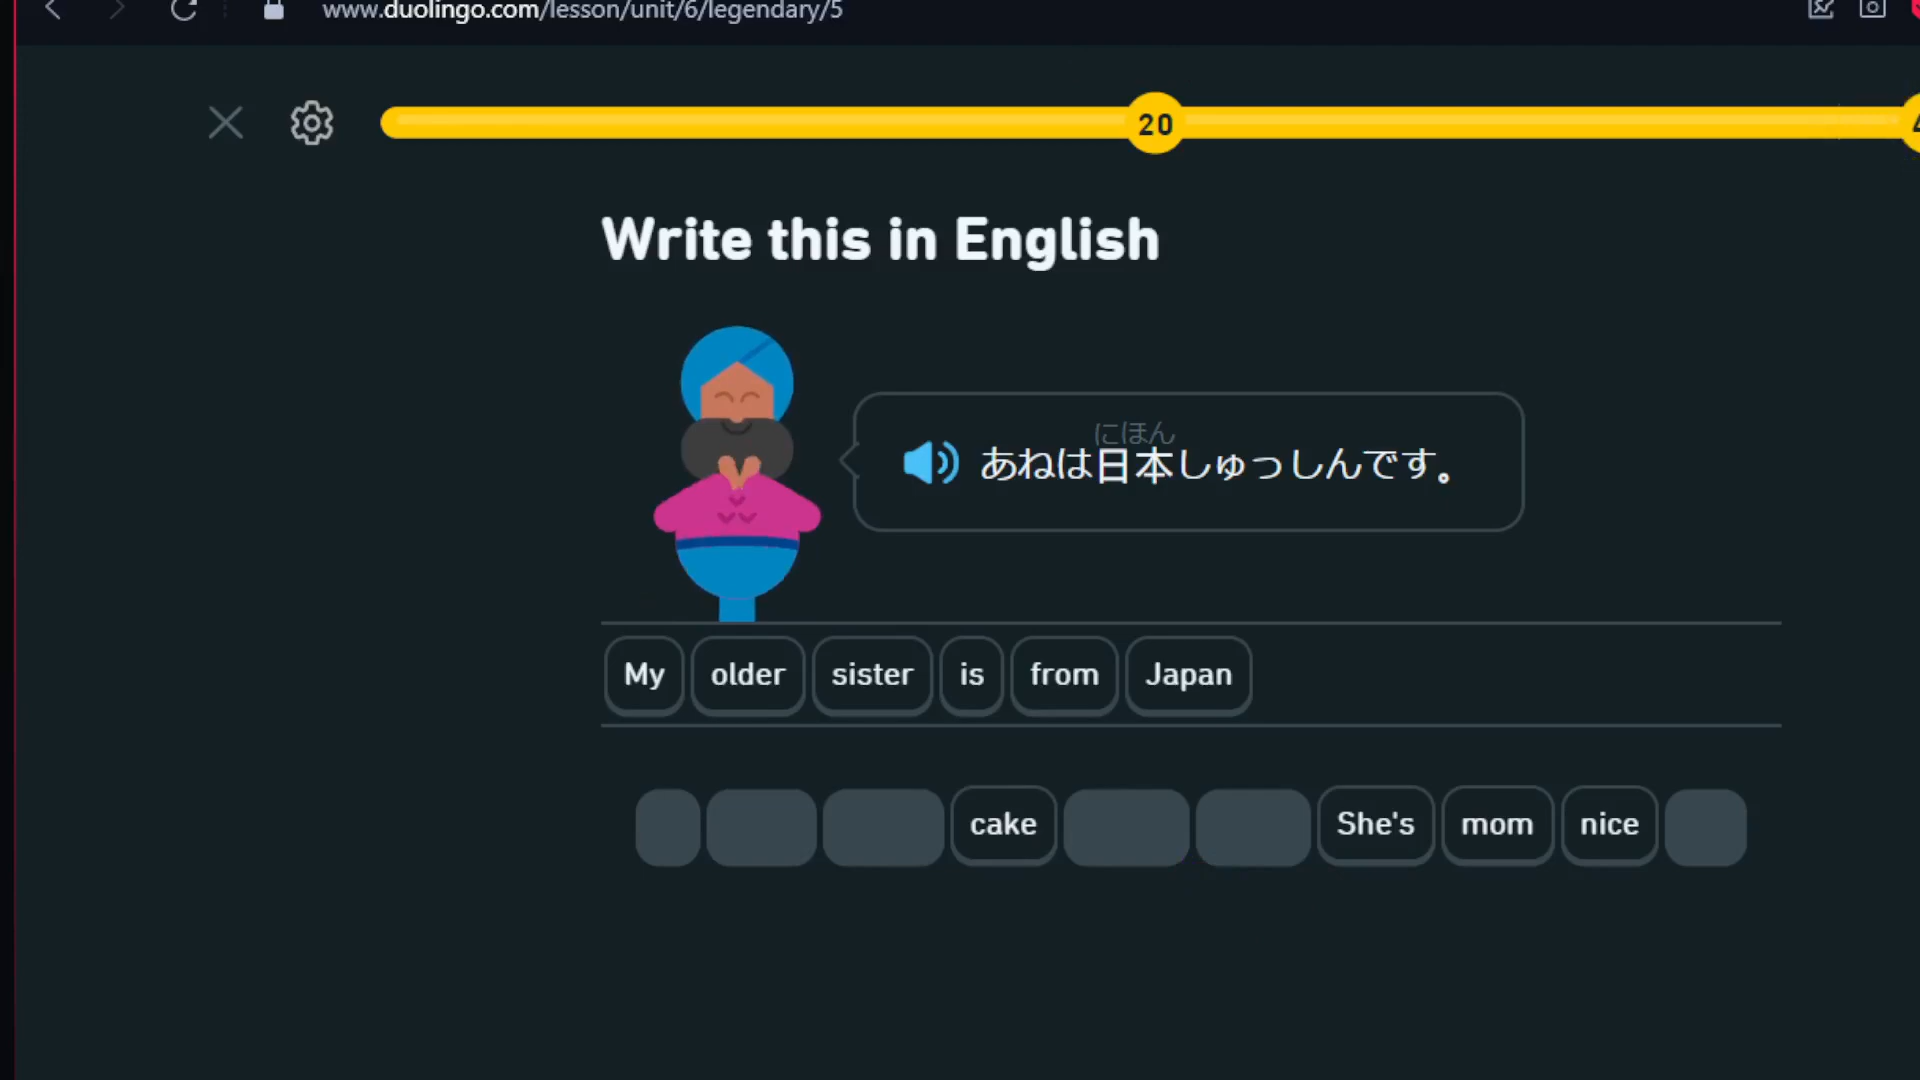 www.duolingo.com/lesson/unit/6/legendary/5
20
Write this in English
にほん
あねは日本しゅっしんです。
My older sister is from Japan
cake She's mom nice